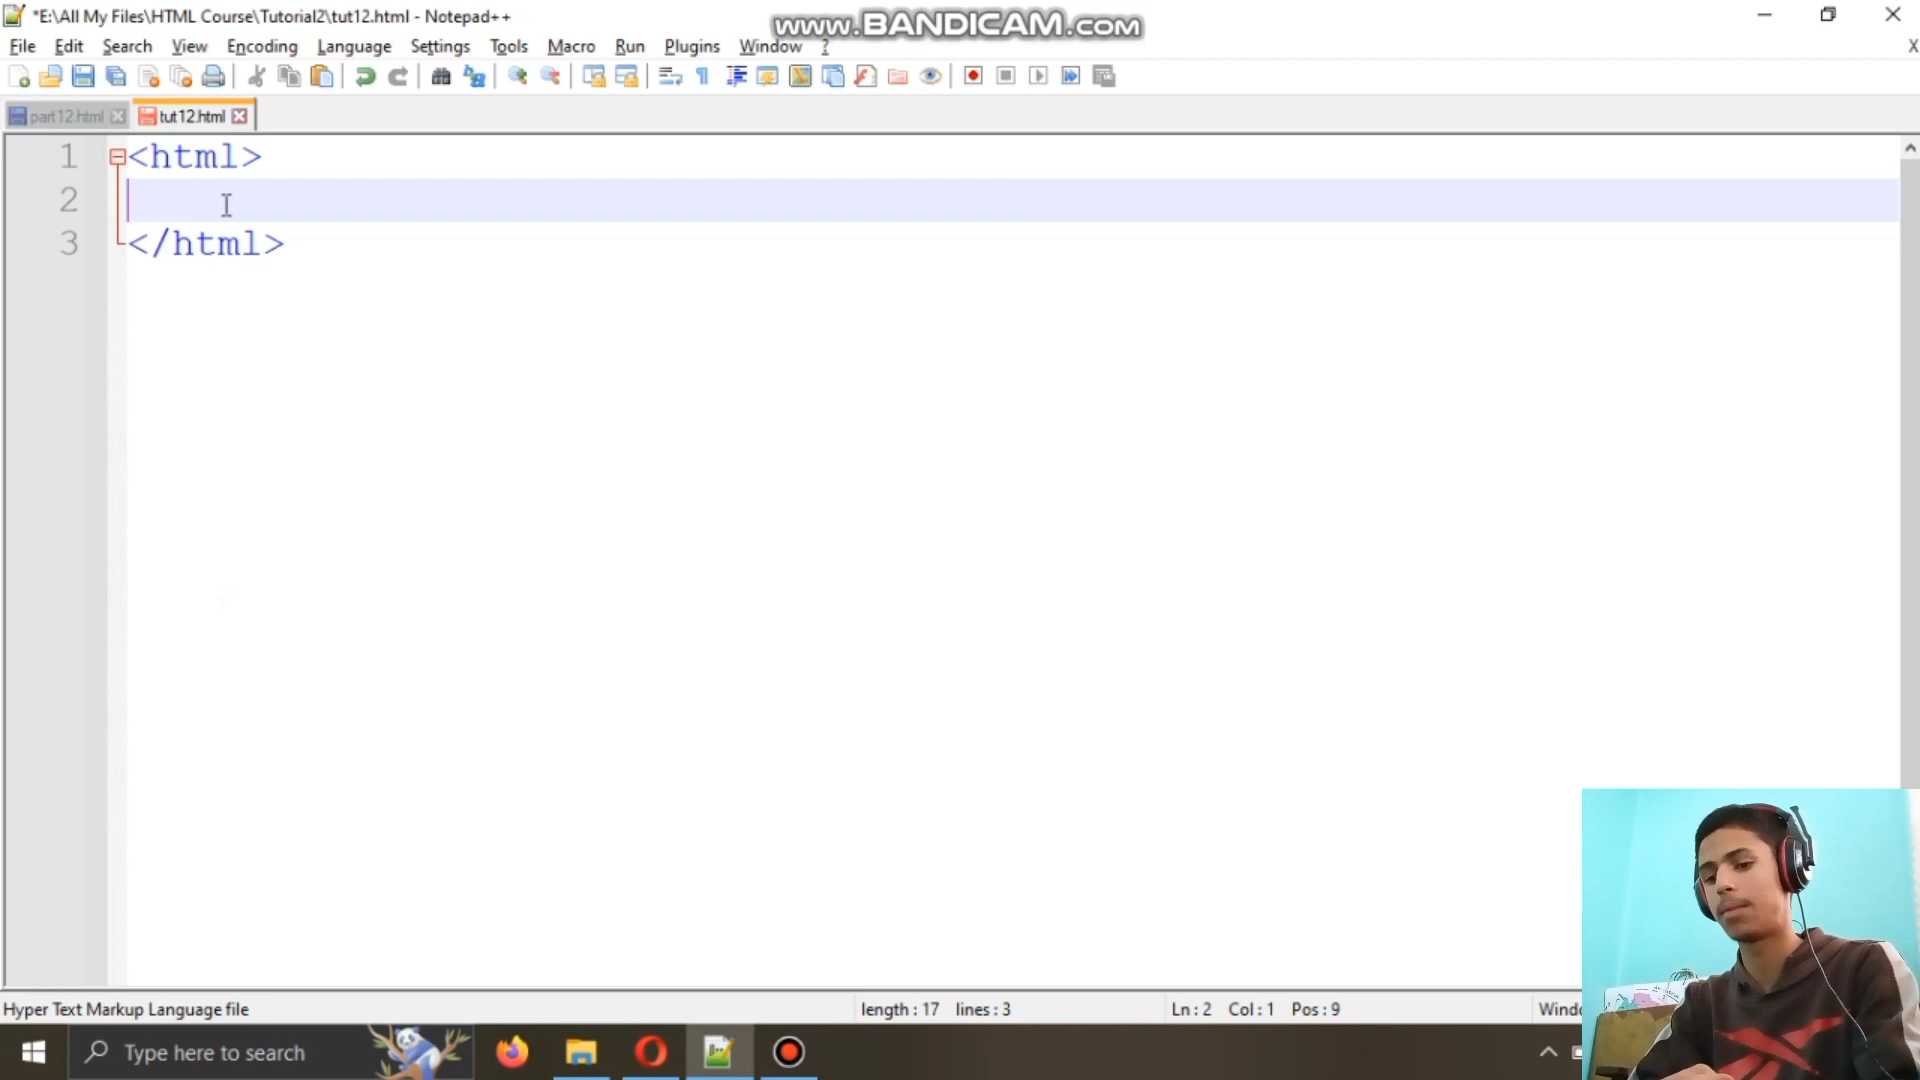 *E:\All My Files\HTML Course\Tutorial2\tut12.html - Notepad++
www.BANDICAM.com
File Edit Search View Encoding Language Settings Tools Macro Run Plugins Window ?
X
part12.html tut12.html
1 <html>
2
3 </html>
Hyper Text Markup Language file length : 17 lines : 3 Ln : 2 Col : 1 Pos : 9
Type here to search